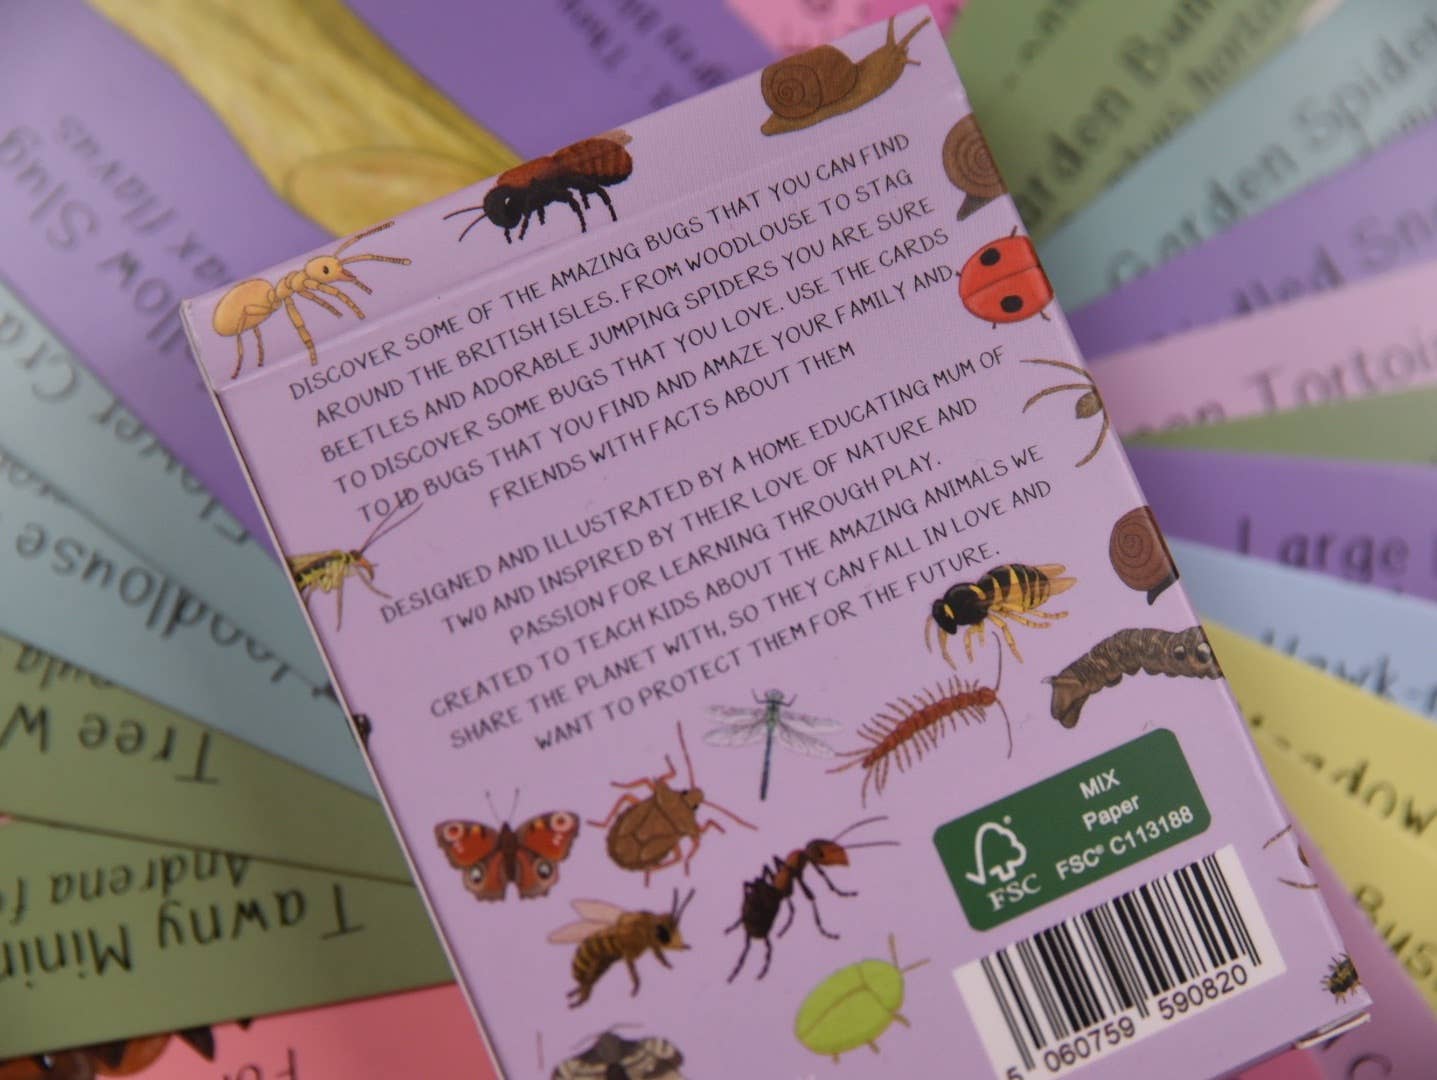 DISCOVER SOME OF THE AMAZING BUGS THAT YOU CAN FIND
AROUND THE BRITISH ISLES. FROM WOODLOUSE TO STAG
BEETLES AND ADORABLE JUMPING SPIDERS YOU ARE SURE
TO DISCOVER SOME BUGS THAT YOU LOVE. USE THE CARDS
TO ID BUGS THAT YOU FIND AND AMAZE YOUR FAMILY AND
FRIENDS WITH FACTS ABOUT THEM
DESIGNED AND ILLUSTRATED BY A HOME EDUCATING MUM OF
TWO AND INSPIRED BY THEIR LOVE OF NATURE AND
PASSION FOR LEARNING THROUGH PLAY.
CREATED TO TEACH KIDS ABOUT THE AMAZING ANIMALS WE
SHARE THE PLANET WITH, SO THEY CAN FALL IN LOVE AND
WANT TO PROTECT THEM FOR THE FUTURE.
FSC
MIX
Paper
FSC® C113188
5 060759 590820
Slug
flavus
Tree
Tawny
Andrena
Garden Spider
Large